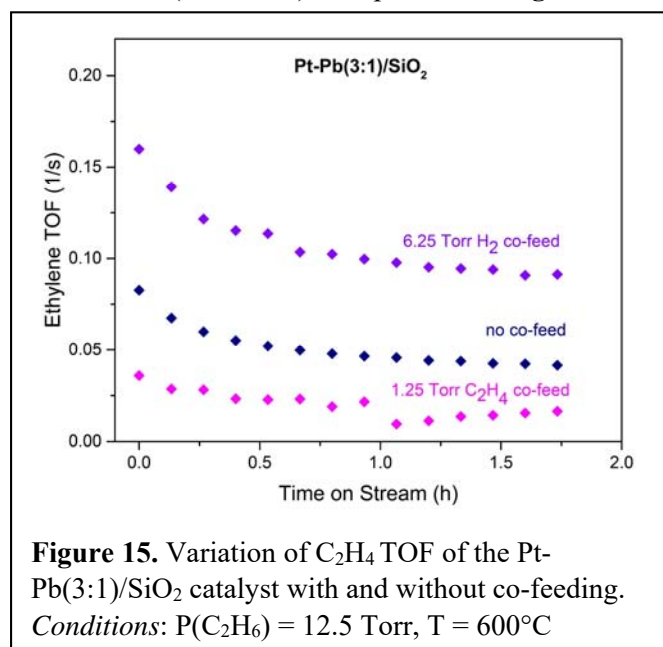 Pt-Pb(3:1)/SiO₂
0.20
0.15
0.10
0.05
0.00
Ethylene TOF (1/s)
6.25 Torr H₂ co-feed
no co-feed
1.25 Torr C₂H₄ co-feed
0.0 0.5 1.0 1.5 2.0
Time on Stream (h)
Figure 15. Variation of C₂H₄ TOF of the Pt-
Pb(3:1)/SiO₂ catalyst with and without co-feeding.
Conditions: P(C₂H₆) = 12.5 Torr, T = 600°C